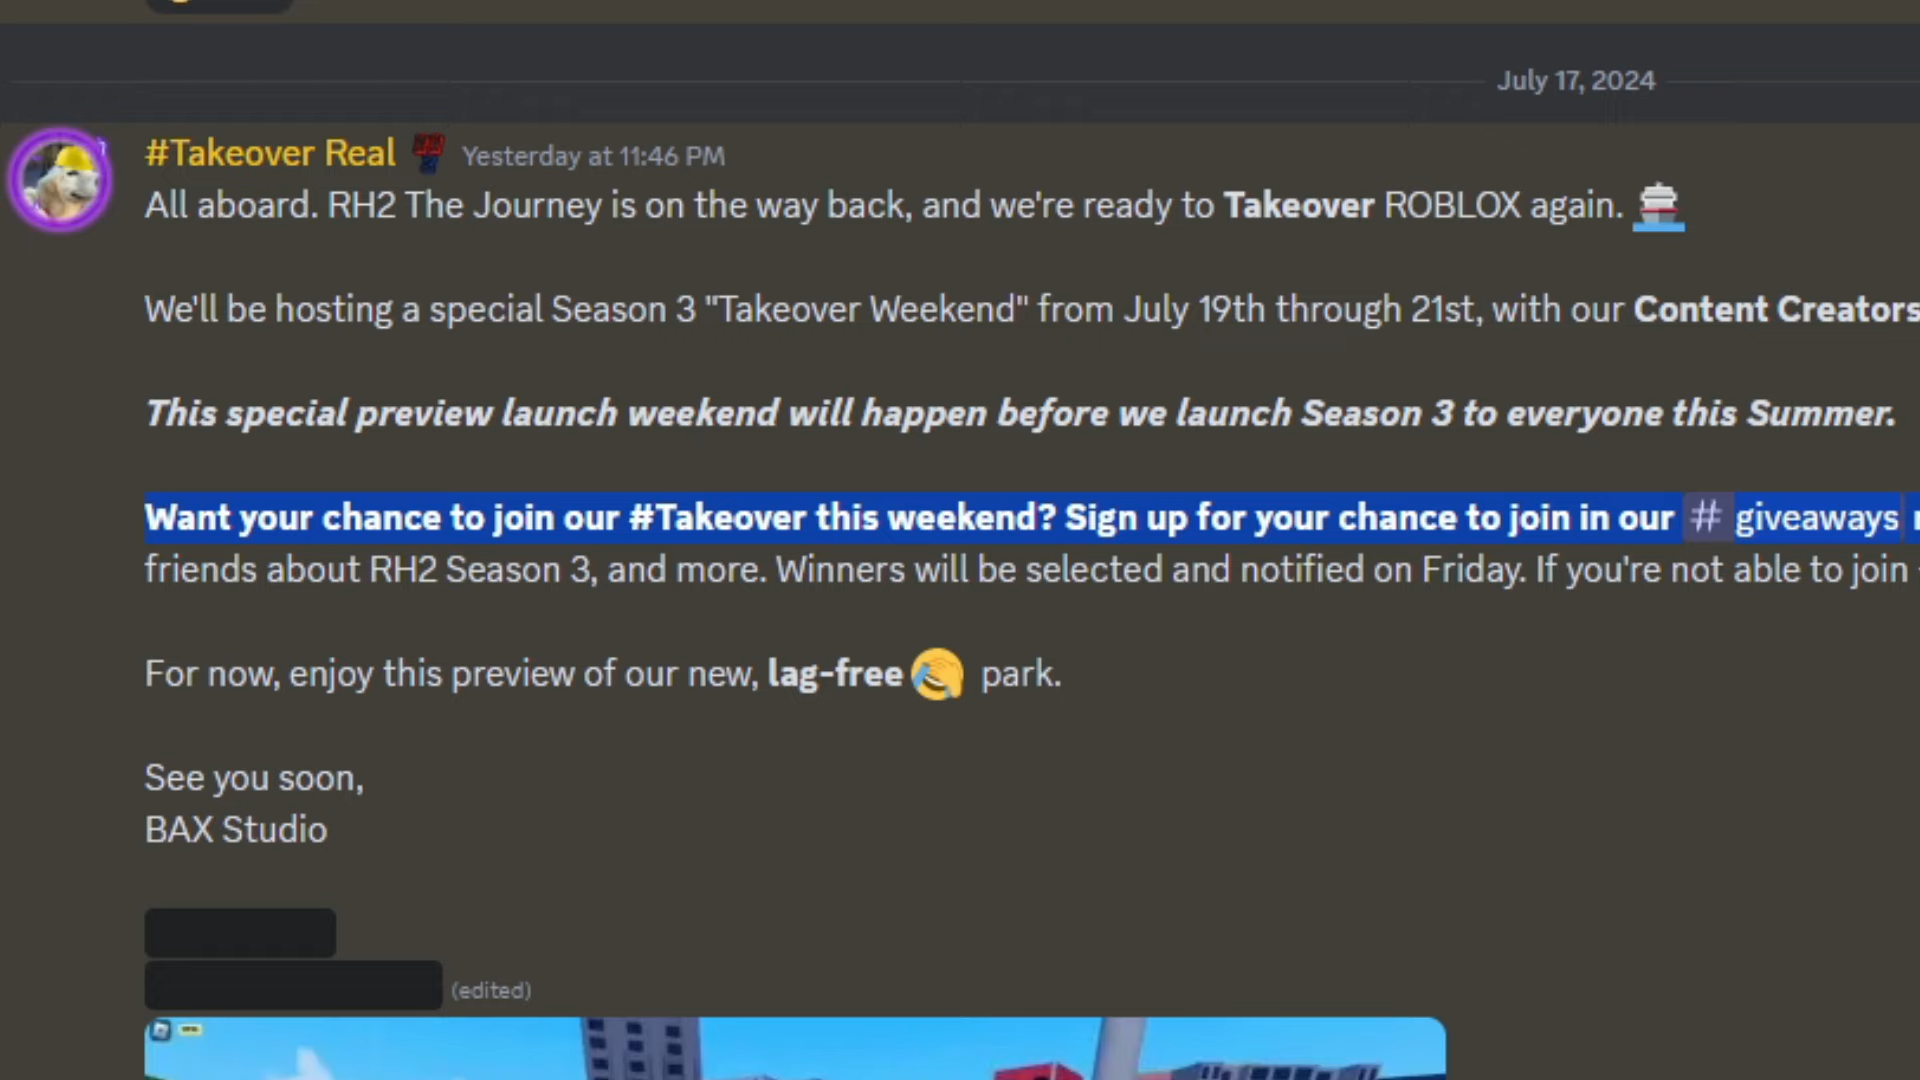 July 17, 2024
#Takeover Real Yesterday at 11:46 PM
All aboard. RH2 The Journey is on the way back, and we're ready to Takeover ROBLOX again.
We'll be hosting a special Season 3 "Takeover Weekend" from July 19th through 21st, with our Content Creators
This special preview launch weekend will happen before we launch Season 3 to everyone this Summer.
Want your chance to join our #Takeover this weekend? Sign up for your chance to join in our # giveaways
friends about RH2 Season 3, and more. Winners will be selected and notified on Friday. If you're not able to join
For now, enjoy this preview of our new, lag-free park.
See you soon,
BAX Studio
(edited)